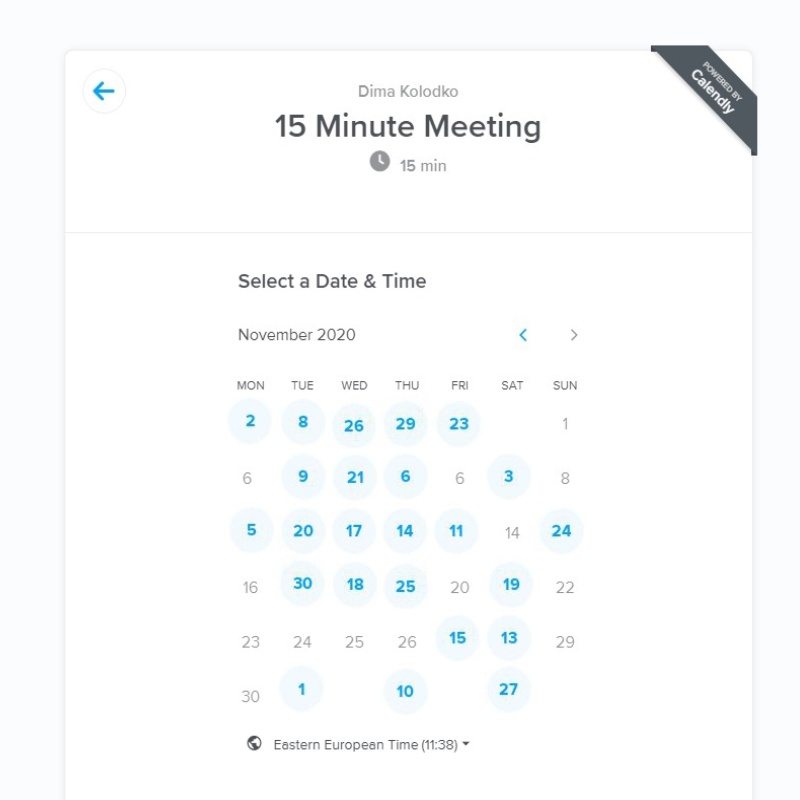 POWERED BY
Calendly
Dima Kolodko
15 Minute Meeting
15 min
Select a Date & Time
November 2020
MON TUE WED THU FRI SAT SUN
2 8 26 29 23 1
6 9 21 6 6 3 8
5 20 17 14 11 14 24
16 30 18 25 20 19 22
23 24 25 26 15 13 29
30 1 10 27
Eastern European Time (11:38)